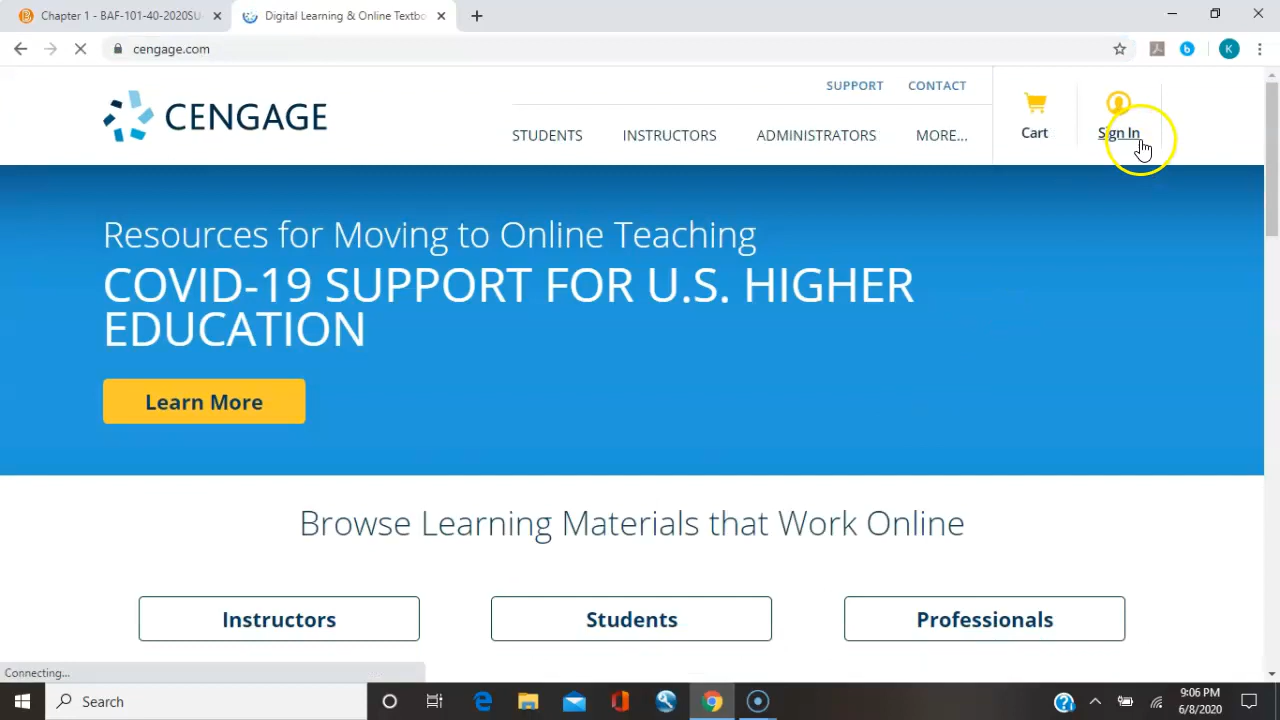 Chapter 1 - BAF-101-40-2020SU-
Digital Learning & Online Textbo
cengage.com
K
CENGAGE
SUPPORT
CONTACT
STUDENTS
INSTRUCTORS
ADMINISTRATORS
MORE...
Cart
Sign In
Resources for Moving to Online Teaching
COVID-19 SUPPORT FOR U.S. HIGHER
EDUCATION
Learn More
Browse Learning Materials that Work Online
Instructors
Students
Professionals
Connecting...
Search
9:06 PM
6/8/2020